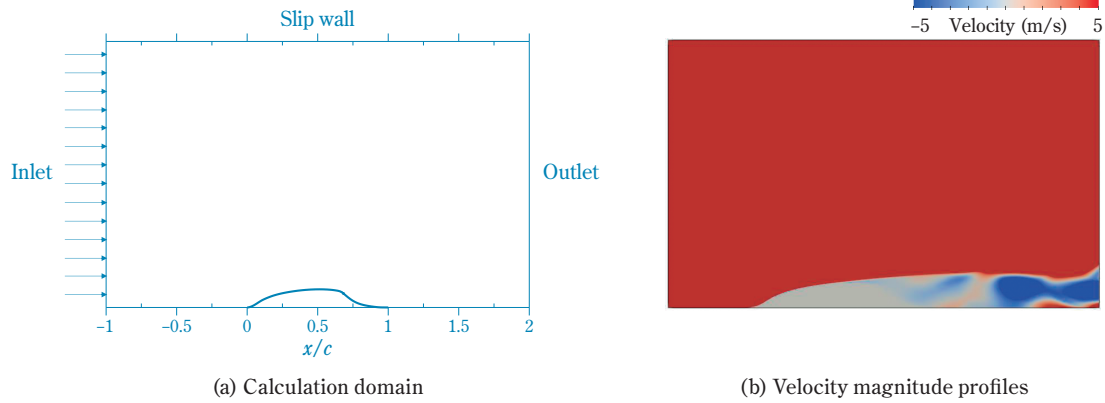 Slip wall
Inlet
Outlet
−1 −0.5 0 0.5 1 1.5 2
x/c
(a) Calculation domain
−5 Velocity (m/s) 5
(b) Velocity magnitude profiles